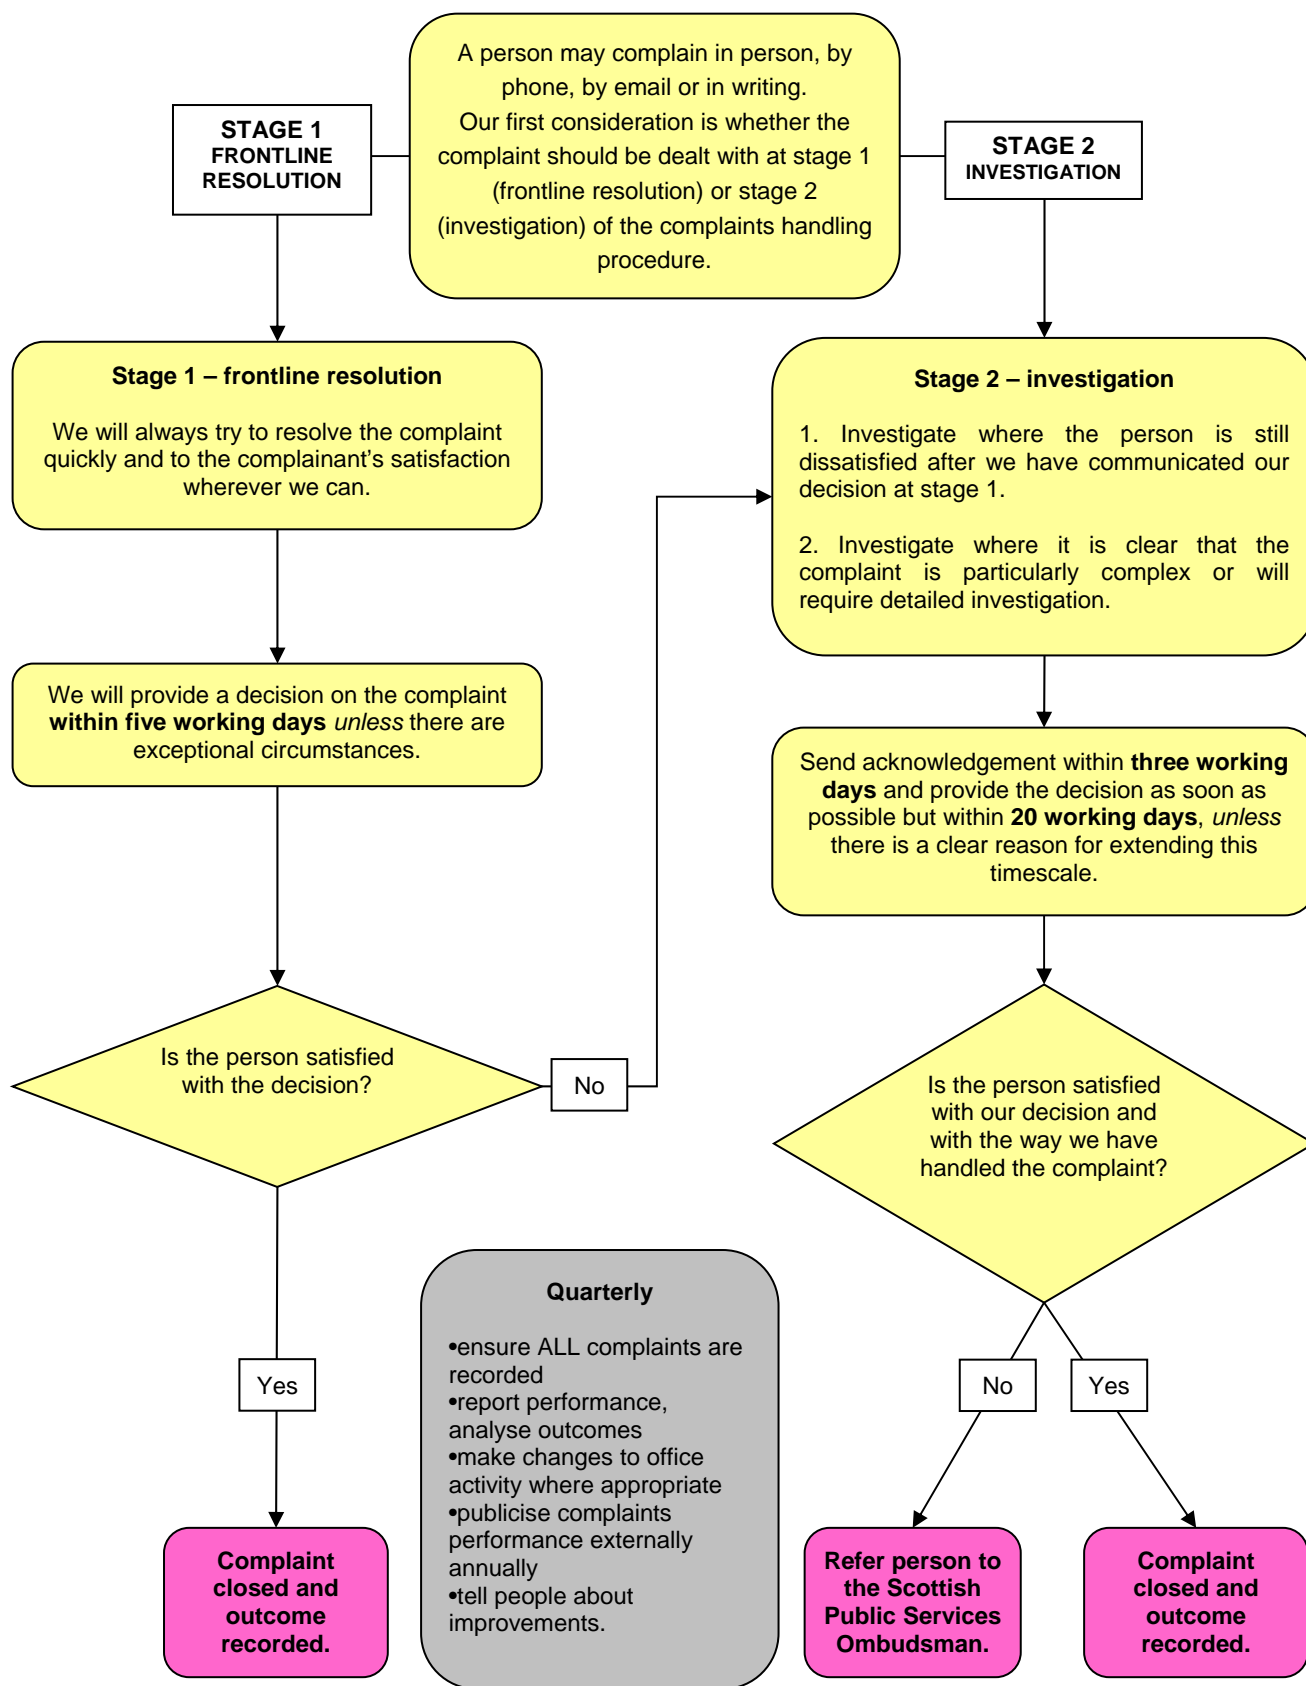 A person may complain in person, by
phone, by email or in writing.
Our first consideration is whether the
complaint should be dealt with at stage 1
(frontline resolution) or stage 2
(investigation) of the complaints handling
procedure.
STAGE 1
FRONTLINE
RESOLUTION
STAGE 2
INVESTIGATION
Stage 1 – frontline resolution
We will always try to resolve the complaint
quickly and to the complainant’s satisfaction
wherever we can.
We will provide a decision on the complaint
within five working days unless there are
exceptional circumstances.
Is the person satisfied
with the decision?
No
Yes
Complaint
closed and
outcome
recorded.
Stage 2 – investigation
1. Investigate where the person is still
dissatisfied after we have communicated our
decision at stage 1.
2. Investigate where it is clear that the
complaint is particularly complex or will
require detailed investigation.
Send acknowledgement within three working
days and provide the decision as soon as
possible but within 20 working days, unless
there is a clear reason for extending this
timescale.
Is the person satisfied
with our decision and
with the way we have
handled the complaint?
No
Yes
Refer person to
the Scottish
Public Services
Ombudsman.
Complaint
closed and
outcome
recorded.
Quarterly
•ensure ALL complaints are
recorded
•report performance,
analyse outcomes
•make changes to office
activity where appropriate
•publicise complaints
performance externally
annually
•tell people about
improvements.